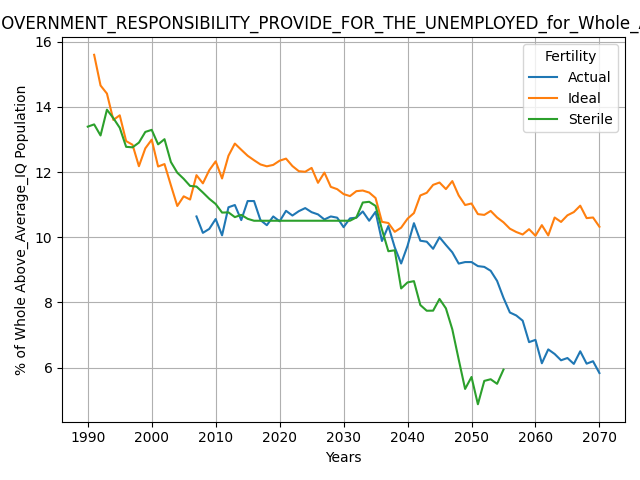 OVERNMENT_RESPONSIBILITY_PROVIDE_FOR_THE_UNEMPLOYED_for_Whole_
% of Whole Above_Average_IQ Population
16
14
12
10
8
6
Fertility
Actual
Ideal
Sterile
1990 2000 2010 2020 2030 2040 2050 2060 2070
Years